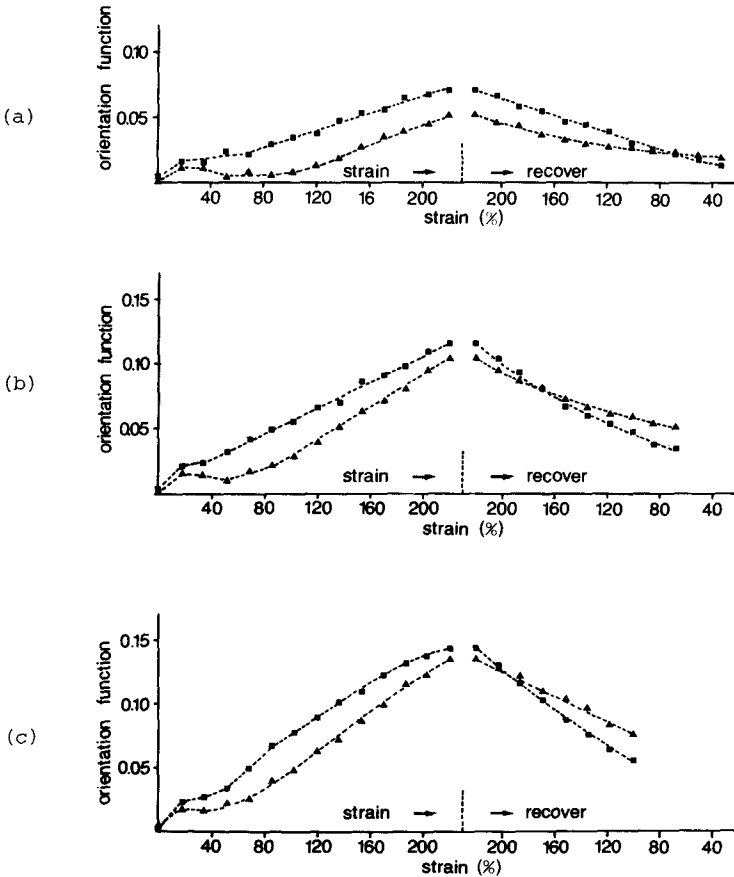 (a)
orientation function
0.10
0.05
strain
recover
40 80 120 16 200 200 160 120 80 40
strain (%)
(b)
orientation function
0.15
0.10
0.05
strain
recover
40 80 120 160 200 200 160 120 80 40
strain (%)
(c)
orientation function
0.15
0.10
0.05
strain
recover
40 80 120 160 200 200 160 120 80 40
strain (%)